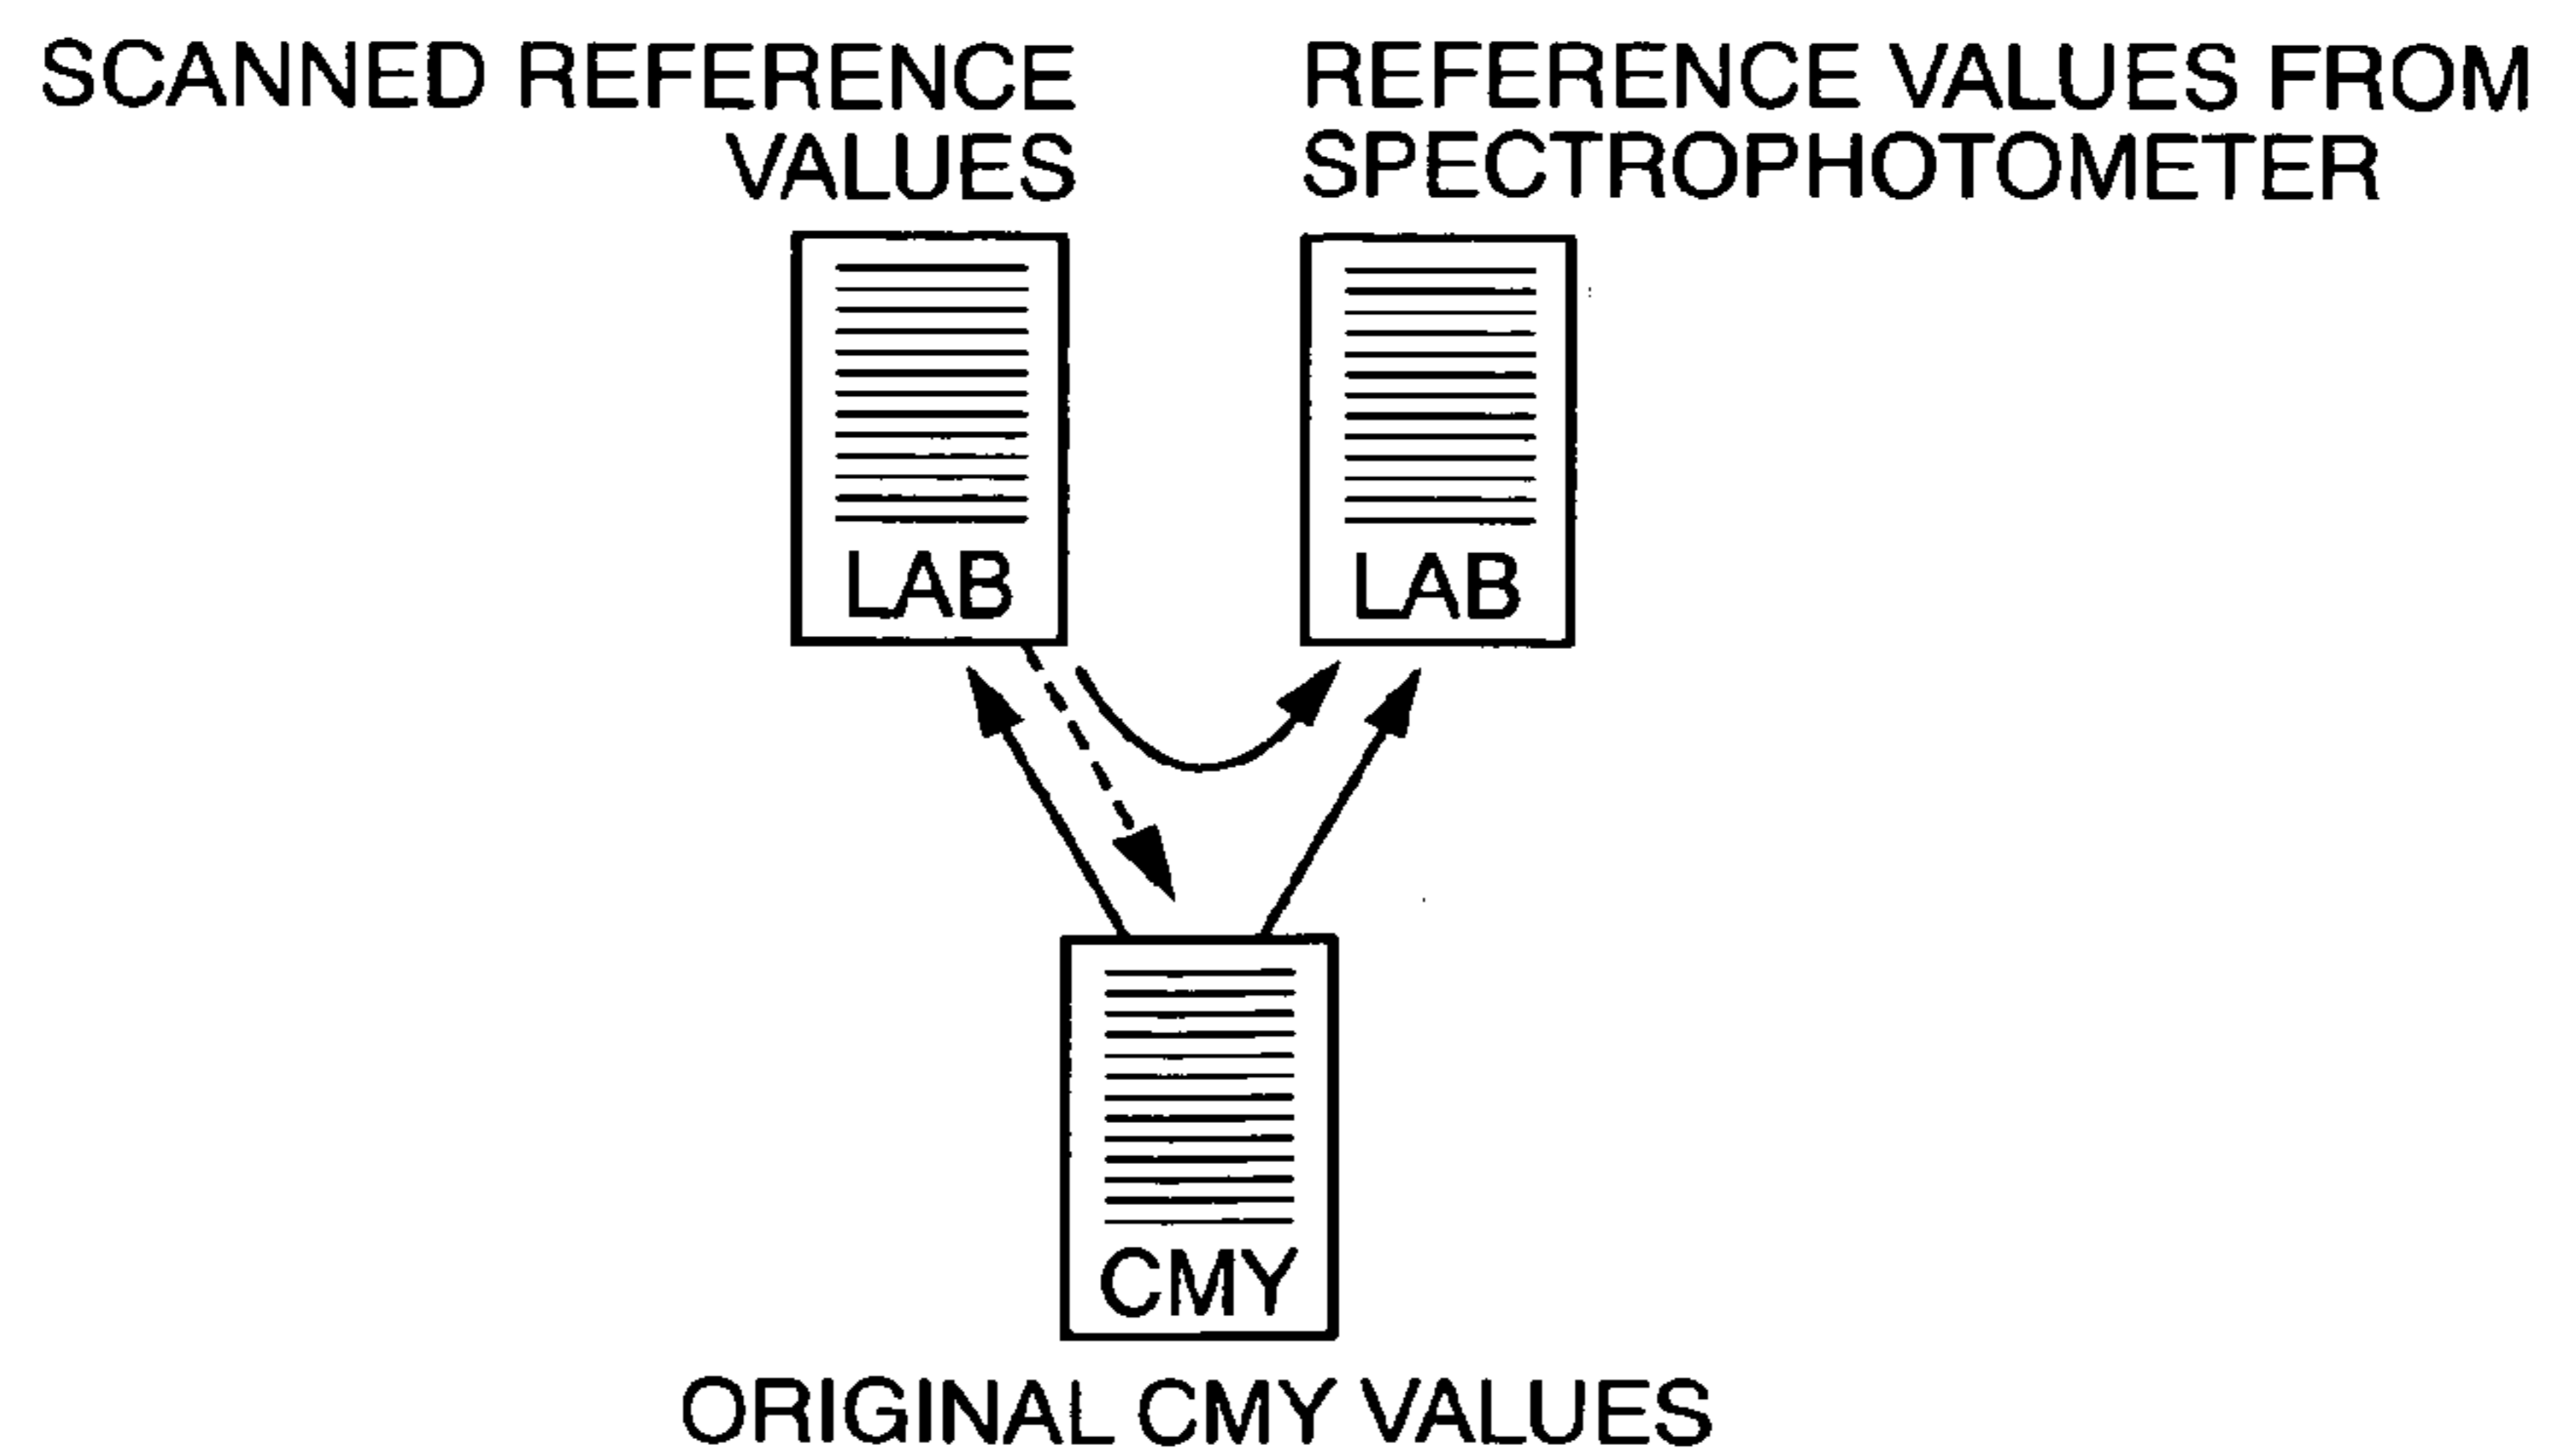 SCANNED REFERENCE
VALUES
REFERENCE VALUES FROM
SPECTROPHOTOMETER
LAB
LAB
CMY
ORIGINAL CMY VALUES